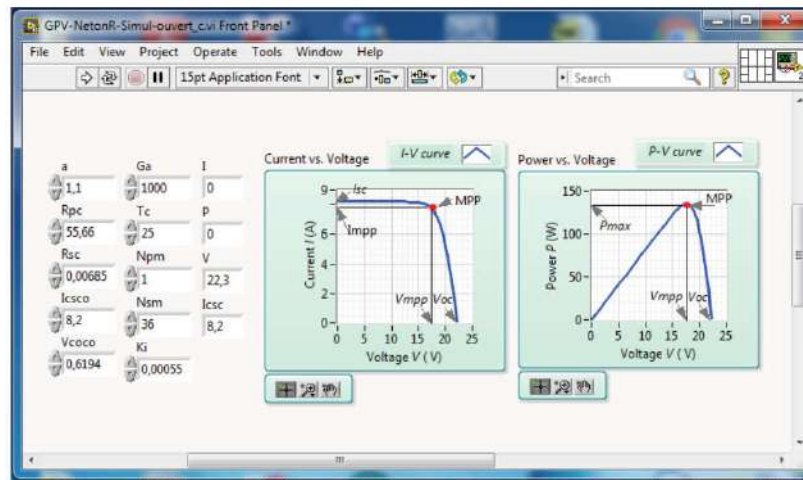 GPV-NetonR-Simul-ouvert_c.vi Front Panel *
File Edit View Project Operate Tools Window Help
15pt Application Font
Search
2
a Ga I
1,1 1000 0
Rpc Tc P
55,66 25 0
Rsc Npm V
0,00685 1 22,3
Icsco Nsm Icsc
8,2 36 8,2
Vcoco Ki
0,6194 0,00055
Current vs. Voltage
I-V curve
9
6
4
2
0
Current I (A)
Isc
MPP
Impp
Vmpp
Voc
0 5 10 15 20 25
Voltage V ( V)
Power vs. Voltage
P-V curve
150
100
50
0
Power P (W)
MPP
Pmax
Vmpp
Voc
0 5 10 15 20 25
Voltage V ( V)